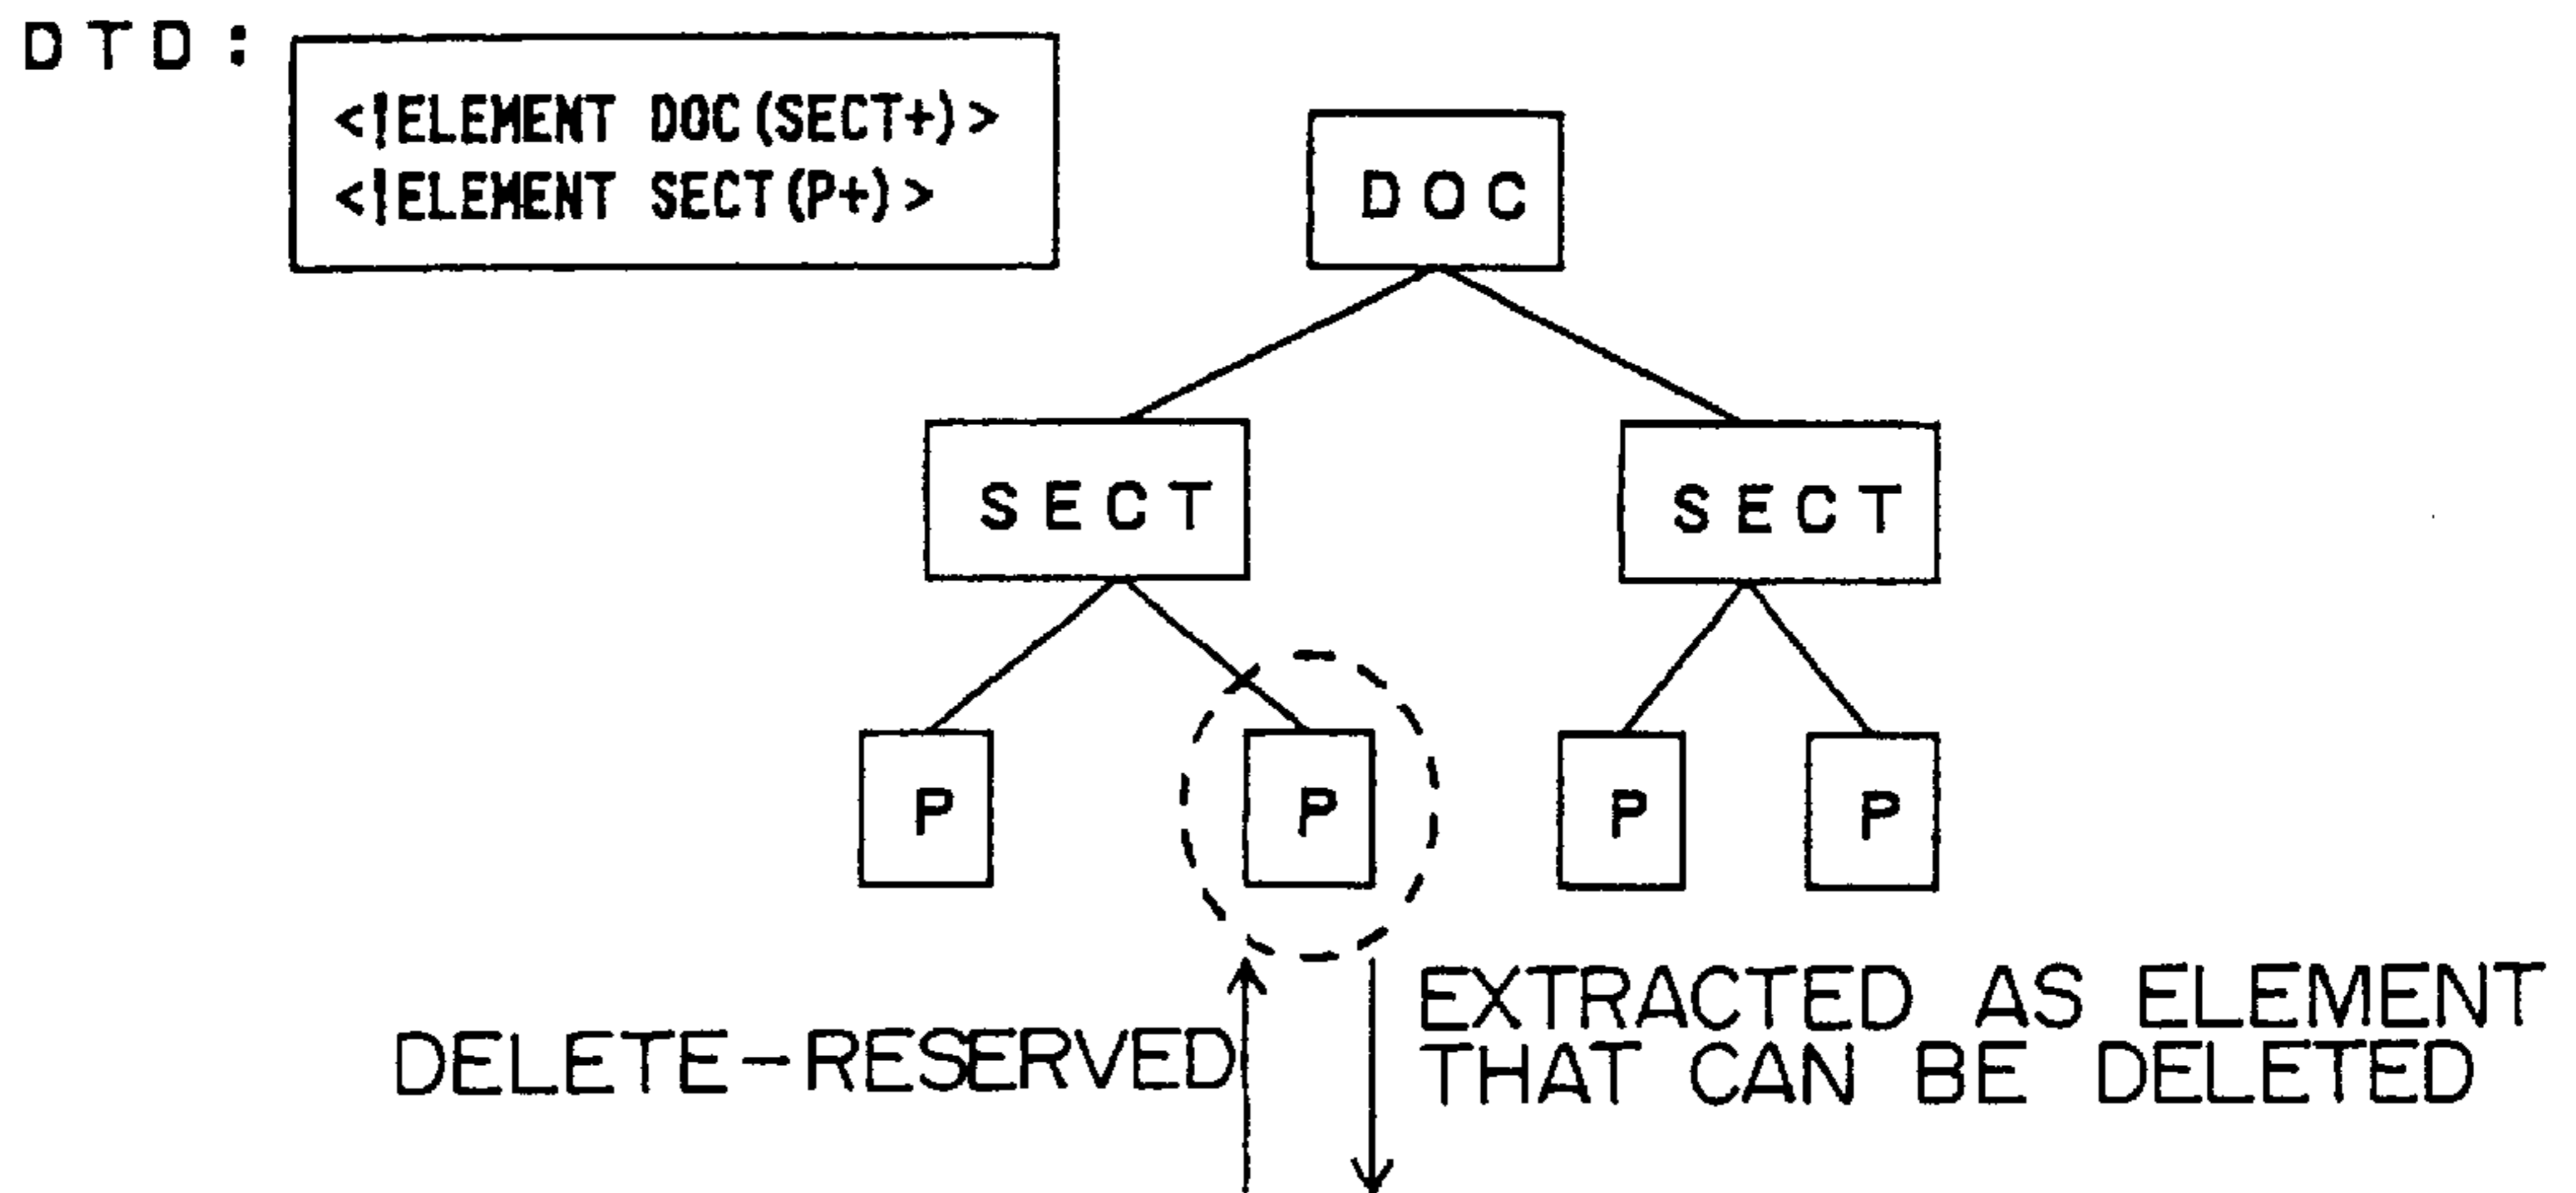 DTD:
<!ELEMENT DOC(SECT+)>
<!ELEMENT SECT(P+)>
DOC
SECT SECT
P P P P
DELETE-RESERVED
EXTRACTED AS ELEMENT
THAT CAN BE DELETED